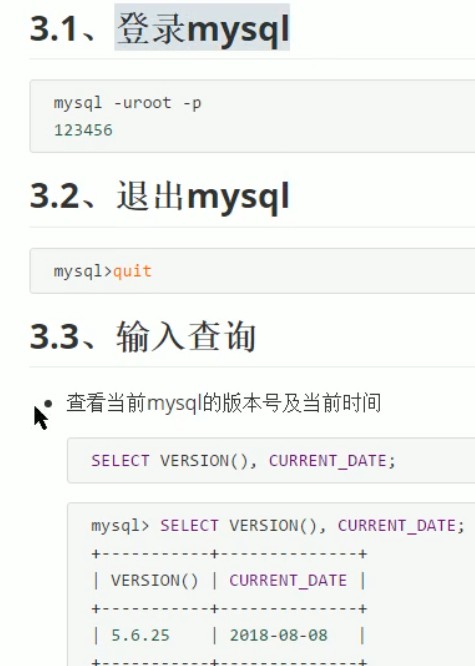 3.1、登录mysql
mysql -uroot -p
123456
3.2、退出mysql
mysql>quit
3.3、输入查询
查看当前mysql的版本号及当前时间
SELECT VERSION(), CURRENT_DATE;
mysql> SELECT VERSION(), CURRENT_DATE;
+-----------+--------------+
| VERSION() | CURRENT_DATE |
+-----------+--------------+
| 5.6.25    | 2018-08-08   |
+-----------+--------------+